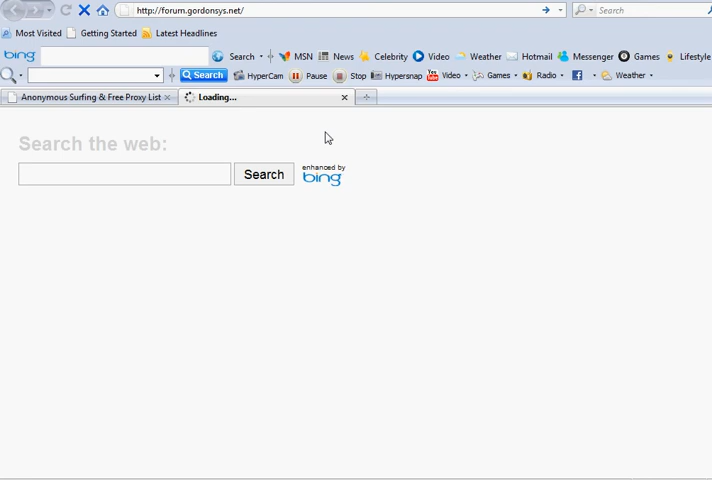 http://forum.gordonsys.net/ Search
Most Visited Getting Started Latest Headlines
bing Search MSN News Celebrity Video Weather Hotmail Messenger Games Lifestyle
Search HyperCam Pause Stop Hypersnap You Tube Video Games Radio Weather
Anonymous Surfing & Free Proxy List Loading...
Search the web:
Search enhanced by bing